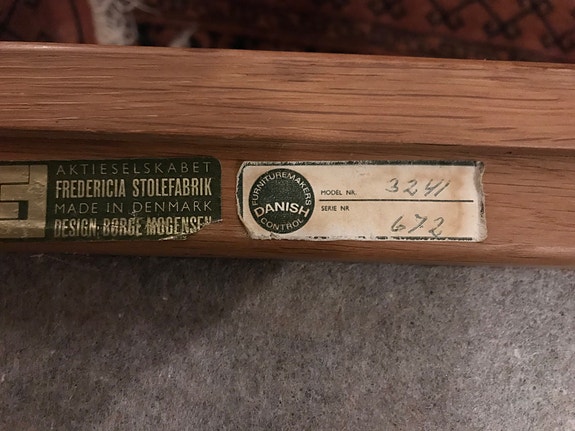 AKTIESELSKABET
FREDERICIA STOLEFABRIK
MADE IN DENMARK
DESIGN: BØRGE MOGENSEN
FURNITUREMAKERS
DANISH
CONTROL
MODEL NR. 3241
SERIE NR. 672